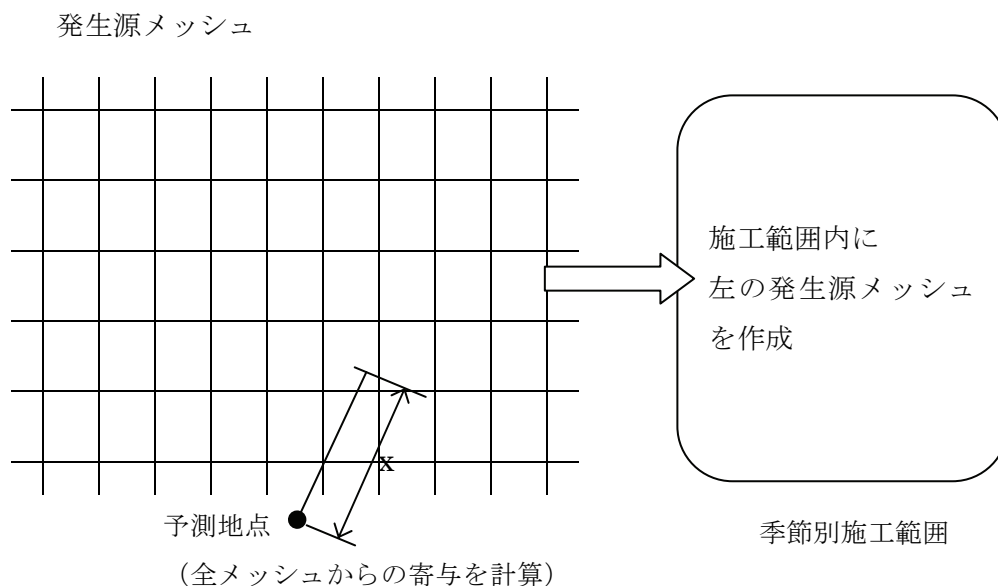 発生源メッシュ
施工範囲内に
左の発生源メッシュ
を作成
x
予測地点
（全メッシュからの寄与を計算）
季節別施工範囲